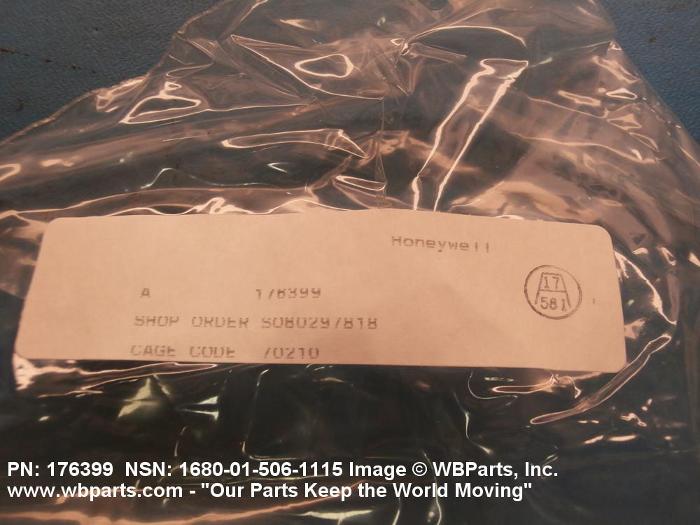 Honeywell
A 176399
17
581
SHOP ORDER SO80297818
CAGE CODE 70210
PN: 176399 NSN: 1680-01-506-1115 Image © WBParts, Inc.
www.wbparts.com - "Our Parts Keep the World Moving"